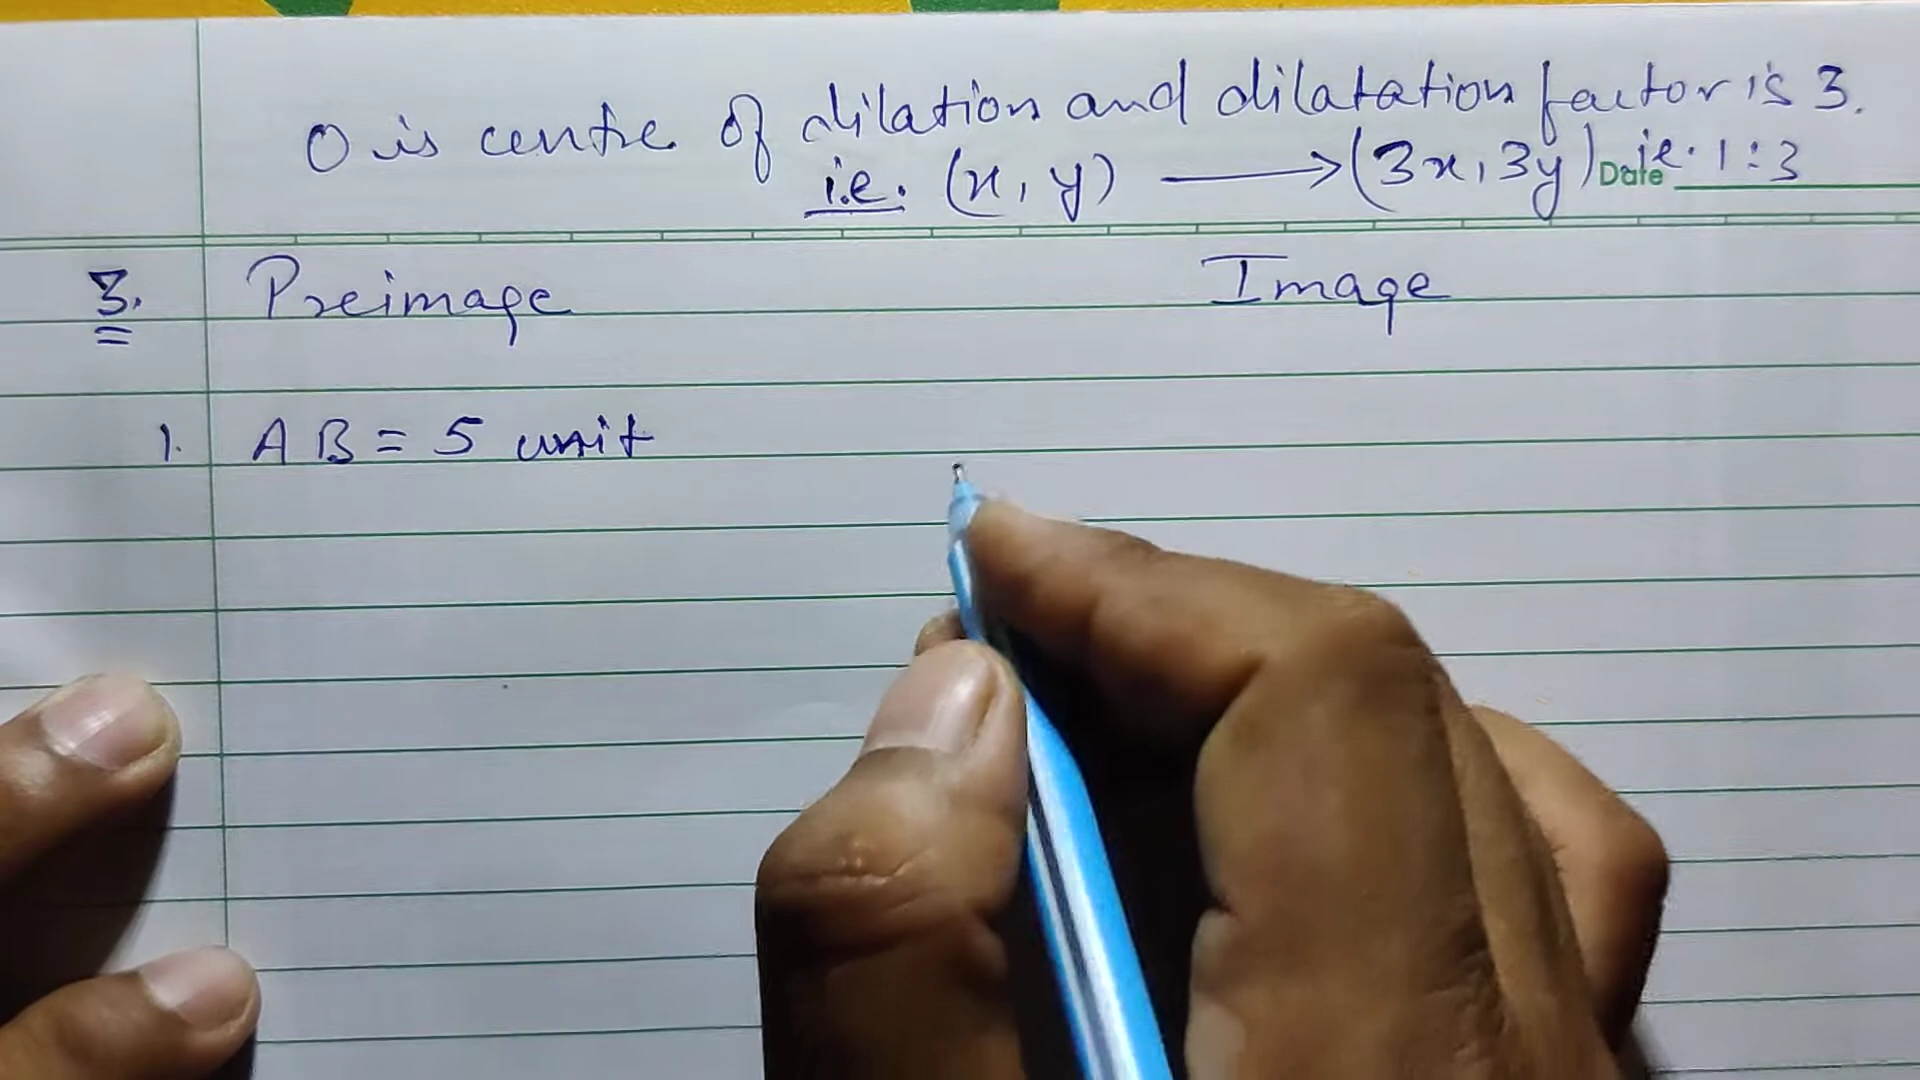 O is centre of dilation and dilatation factor is 3.
i.e. (x, y) ⟶ (3x, 3y) i.e. 1:3
Date
3. Preimage Image
1. AB = 5 unit